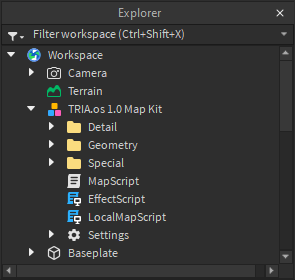 Explorer
Filter workspace (Ctrl+Shift+X)
Workspace
Camera
Terrain
TRIA.os 1.0 Map Kit
Detail
Geometry
Special
MapScript
EffectScript
LocalMapScript
Settings
Baseplate